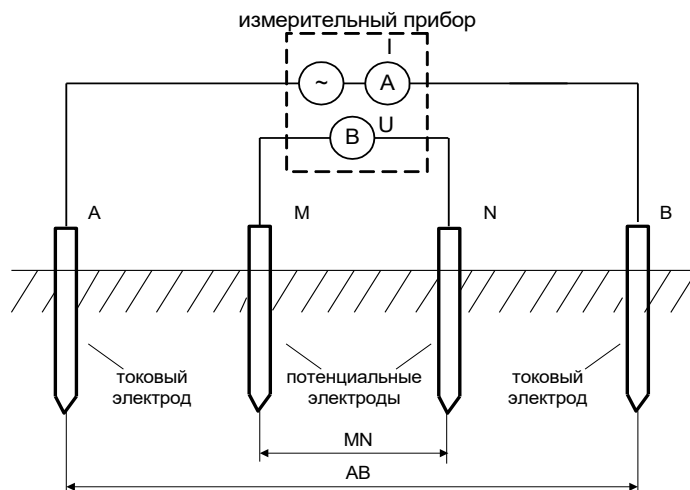 измерительный прибор
I
~
A
B
U
A
M
N
B
токовый
электрод
потенциальные
электроды
токовый
электрод
MN
AB